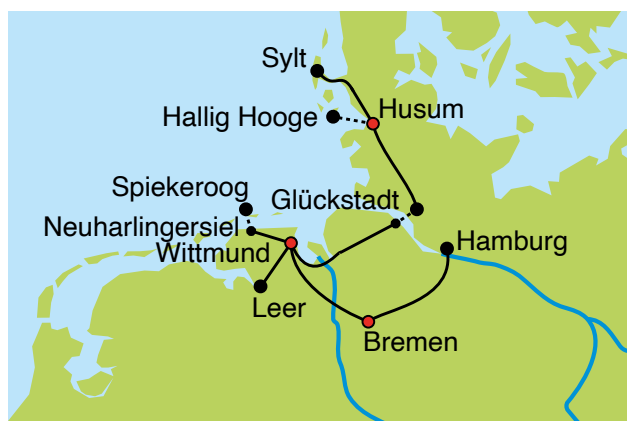 Sylt
Hallig Hooge
Husum
Spiekeroog
Glückstadt
Neuharlingersiel
Wittmund
Hamburg
Leer
Bremen